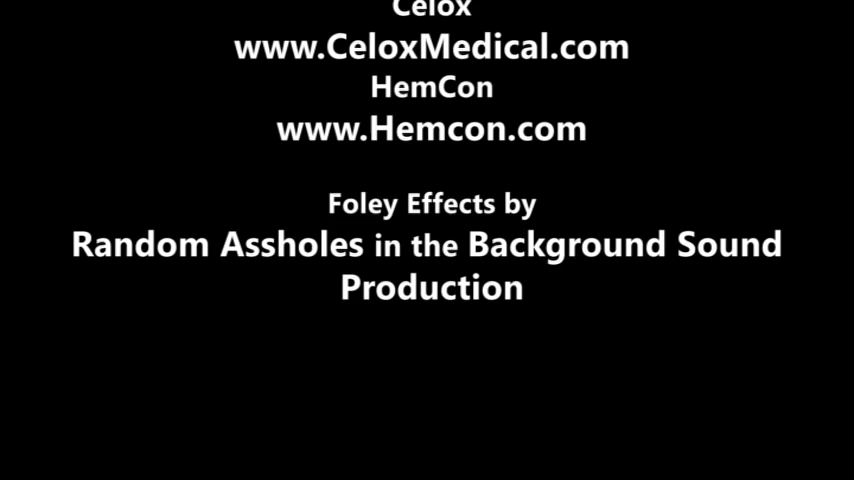 Celox
www.CeloxMedical.com
HemCon
www.Hemcon.com
Foley Effects by
Random Assholes in the Background Sound
Production